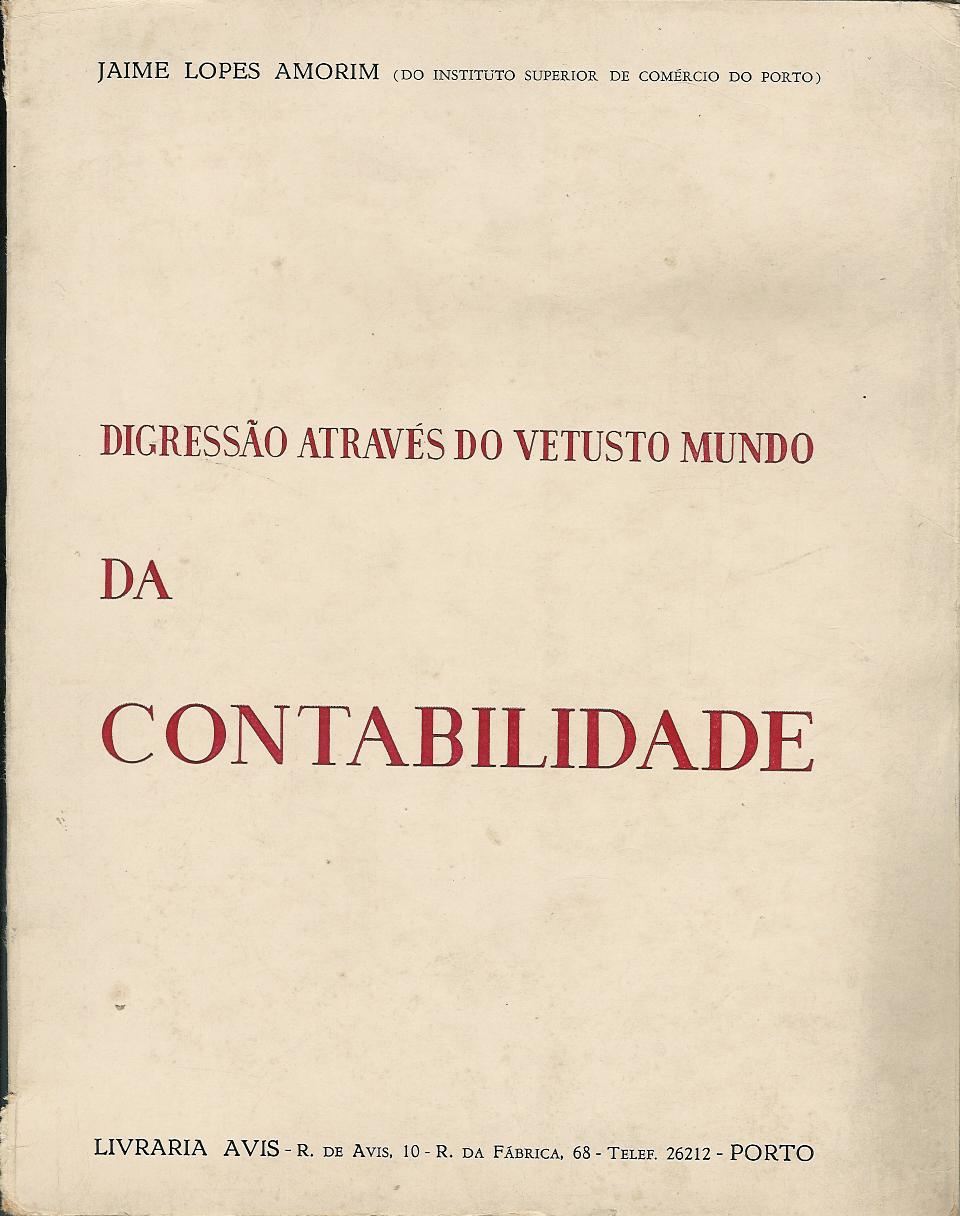 JAIME LOPES AMORIM (DO INSTITUTO SUPERIOR DE COMÉRCIO DO PORTO)
DIGRESSÃO ATRAVÉS DO VETUSTO MUNDO
DA
CONTABILIDADE
LIVRARIA AVIS - R. DE AVIS, 10 - R. DA FÁBRICA, 68 - TELEF. 26212 - PORTO